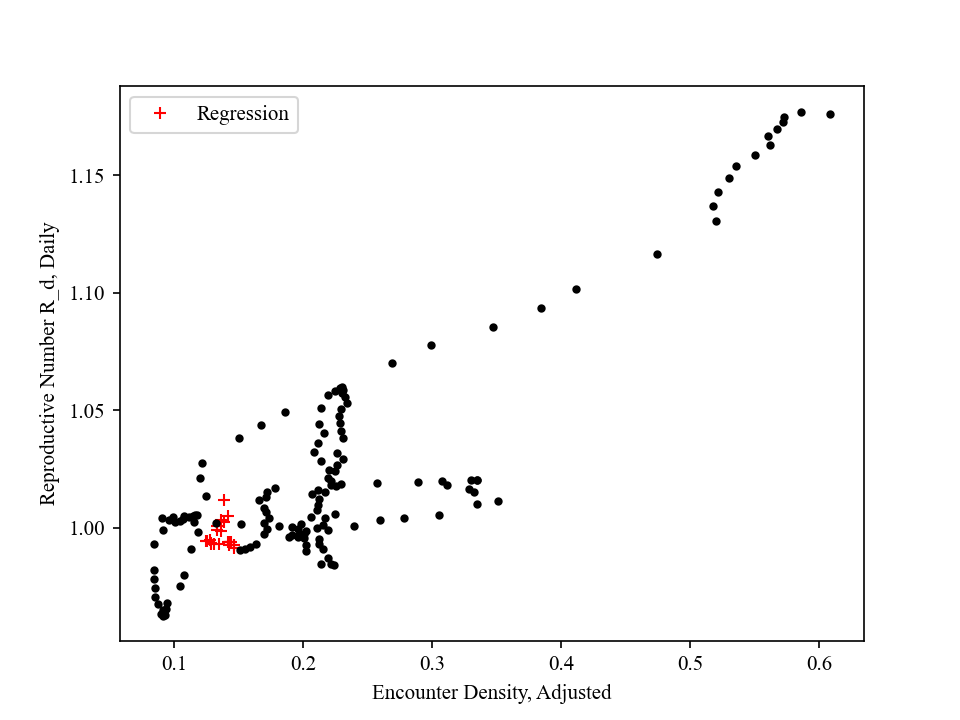 Regression
1.15
1.10
1.05
1.00
Reproductive Number R_d, Daily
0.1 0.2 0.3 0.4 0.5 0.6
Encounter Density, Adjusted